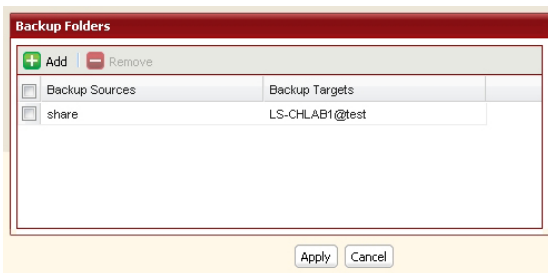 Backup Folders
Add Remove
Backup Sources Backup Targets
share LS-CHLAB1@test
Apply Cancel